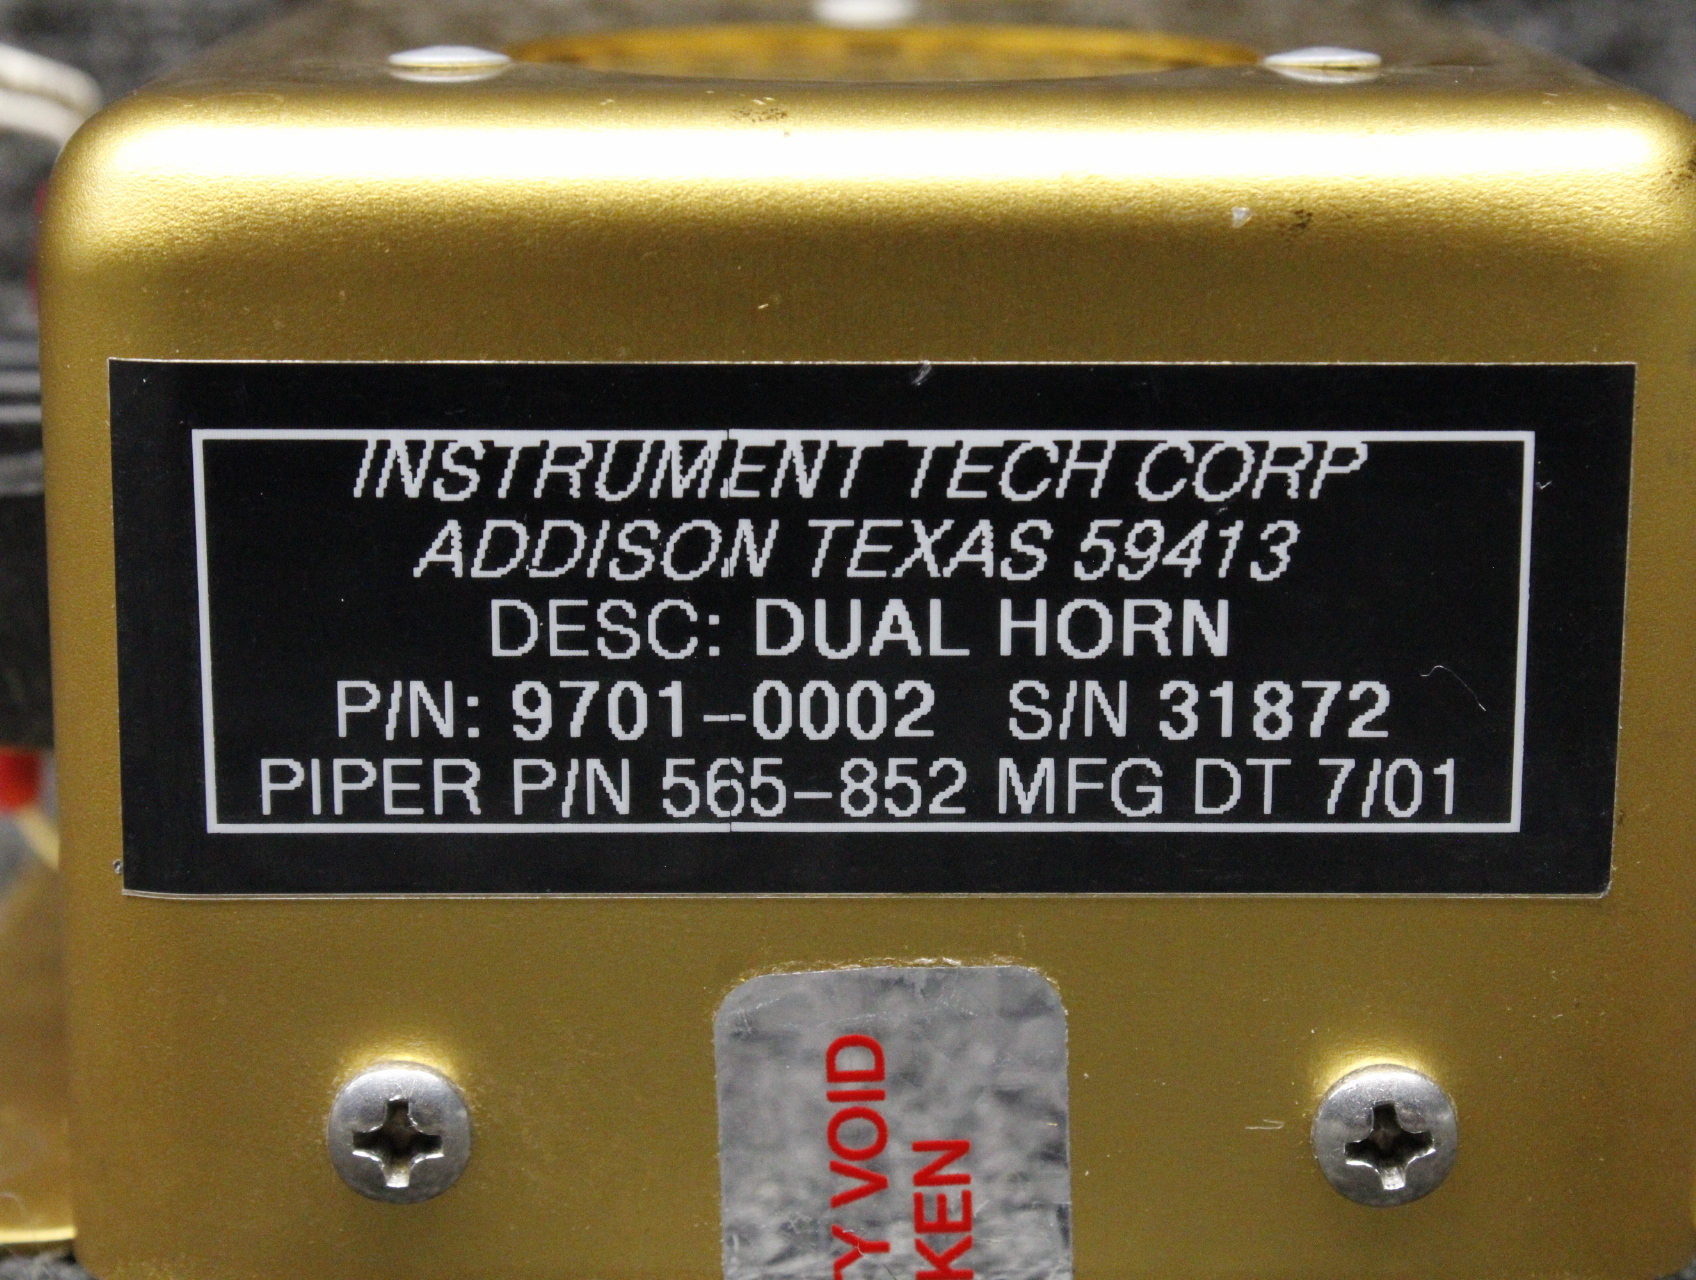 INSTRUMENT TECH CORP
ADDISON TEXAS 59413
DESC: DUAL HORN
P/N: 9701-0002 S/N 31872
PIPER P/N 565-852 MFG DT 7/01
TY VOID
KEN